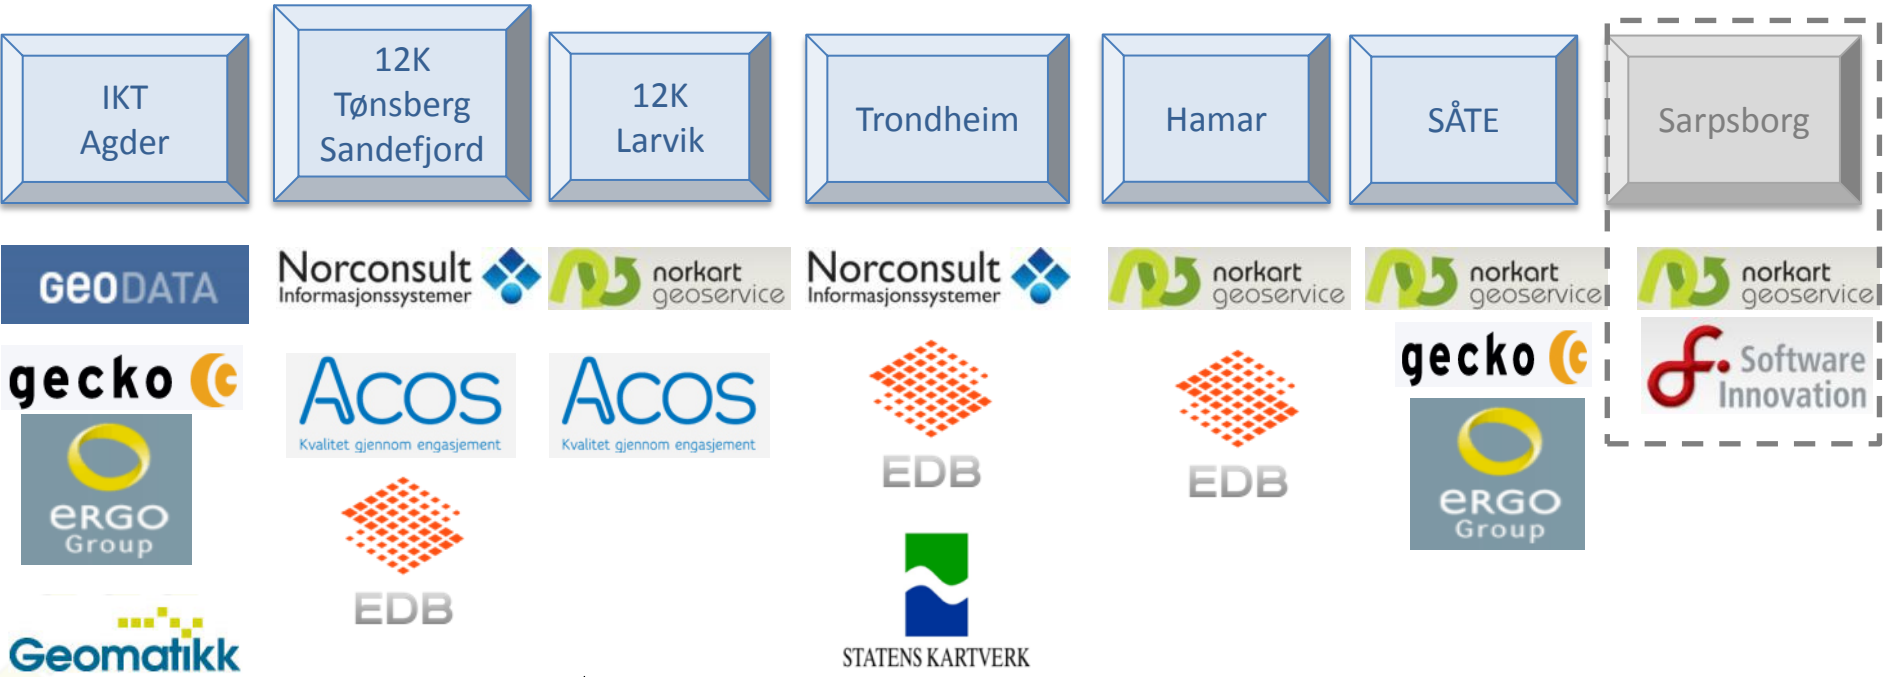 IKT
Agder
12K
Tønsberg
Sandefjord
12K
Larvik
Trondheim
Hamar
SÅTE
Sarpsborg
GEODATA
gecko
eRGO
Group
Geomatikk
Norconsult
Informasjonssystemer
Acos
Kvalitet gjennom engasjement
EDB
norkart
geoservice
Acos
Kvalitet gjennom engasjement
Norconsult
Informasjonssystemer
EDB
STATENS KARTVERK
norkart
geoservice
EDB
norkart
geoservice
gecko
eRGO
Group
norkart
geoservice
Software
Innovation